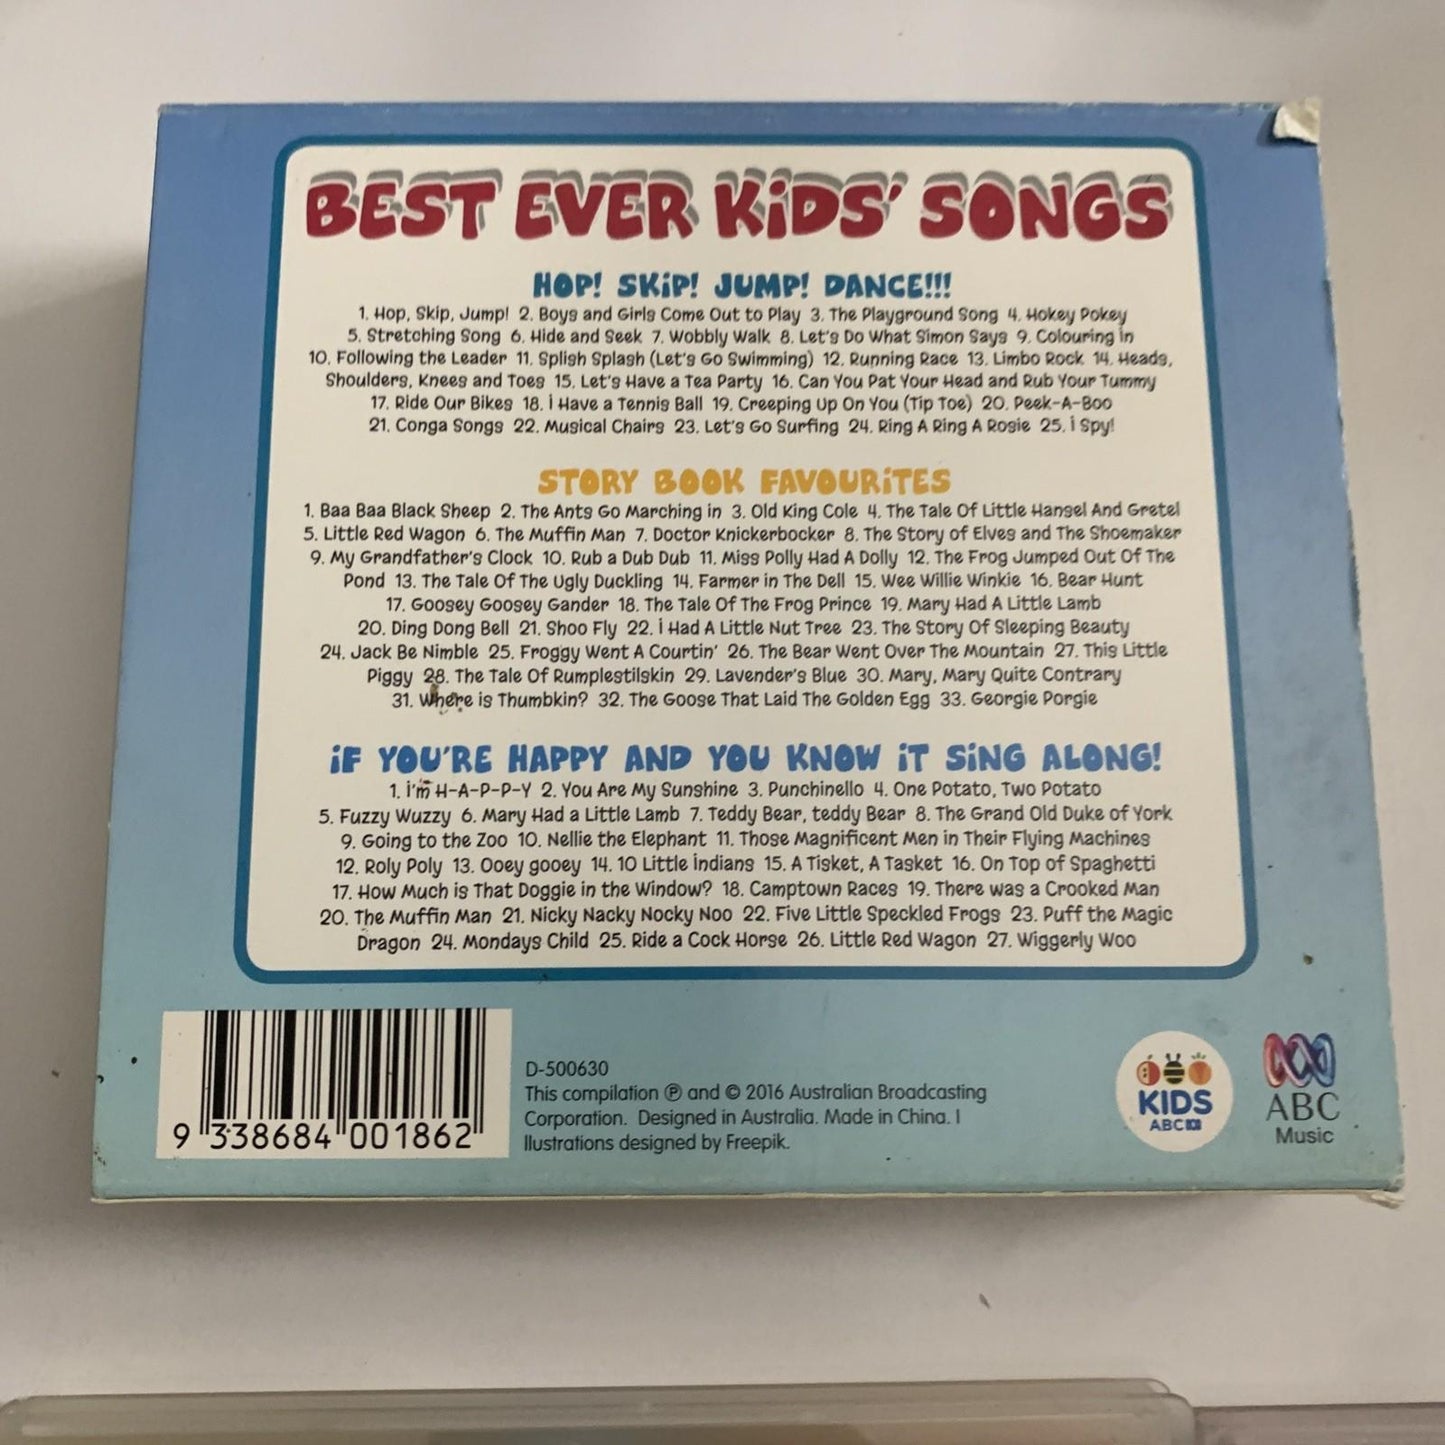 BEST EVER KiDS' SONGS
HOP! SKiP! JUMP! DANCE!!!
1. Hop, Skip, Jump! 2. Boys and Girls Come Out to Play 3. The Playground Song 4. Hokey Pokey
5. Stretching Song 6. Hide and Seek 7. Wobbly Walk 8. Let's Do What Simon Says 9. Colouring in
10. Following the Leader 11. Splish Splash (Let's Go Swimming) 12. Running Race 13. Limbo Rock 14. Heads,
Shoulders, Knees and Toes 15. Let's Have a Tea Party 16. Can You Pat Your Head and Rub Your Tummy
17. Ride Our Bikes 18. i Have a Tennis Ball 19. Creeping Up On You (Tip Toe) 20. Peek-A-Boo
21. Conga Songs 22. Musical Chairs 23. Let's Go Surfing 24. Ring A Ring A Rosie 25. i Spy!
STORY BOOK FAVOURiTES
1. Baa Baa Black Sheep 2. The Ants Go Marching in 3. Old King Cole 4. The Tale Of Little Hansel And Gretel
5. Little Red Wagon 6. The Muffin Man 7. Doctor Knickerbocker 8. The Story of Elves and The Shoemaker
9. My Grandfather's Clock 10. Rub a Dub Dub 11. Miss Polly Had A Dolly 12. The Frog Jumped Out Of The
Pond 13. The Tale Of The Ugly Duckling 14. Farmer in The Dell 15. Wee Willie Winkie 16. Bear Hunt
17. Goosey Goosey Gander 18. The Tale Of The Frog Prince 19. Mary Had A Little Lamb
20. Ding Dong Bell 21. Shoo Fly 22. i Had A Little Nut Tree 23. The Story Of Sleeping Beauty
24. Jack Be Nimble 25. Froggy Went A Courtin' 26. The Bear Went Over The Mountain 27. This Little
Piggy 28. The Tale Of Rumplestilskin 29. Lavender's Blue 30. Mary, Mary Quite Contrary
31. Where is Thumbkin? 32. The Goose That Laid The Golden Egg 33. Georgie Porgie
iF YOU'RE HAPPY AND YOU KNOW iT SiNG ALONG!
1. i'm H-A-P-P-Y 2. You Are My Sunshine 3. Punchinello 4. One Potato, Two Potato
5. Fuzzy Wuzzy 6. Mary Had a Little Lamb 7. Teddy Bear, teddy Bear 8. The Grand Old Duke of York
9. Going to the Zoo 10. Nellie the Elephant 11. Those Magnificent Men in Their Flying Machines
12. Roly Poly 13. Ooey gooey 14. 10 Little indians 15. A Tisket, A Tasket 16. On Top of Spaghetti
17. How Much is That Doggie in the Window? 18. Camptown Races 19. There was a Crooked Man
20. The Muffin Man 21. Nicky Nacky Nocky Noo 22. Five Little Speckled Frogs 23. Puff the Magic
Dragon 24. Mondays Child 25. Ride a Cock Horse 26. Little Red Wagon 27. Wiggerly Woo
9 338684 001862
D-500630
This compilation ℗ and © 2016 Australian Broadcasting
Corporation. Designed in Australia. Made in China. I
llustrations designed by Freepik.
KIDS
ABC
ABC
Music